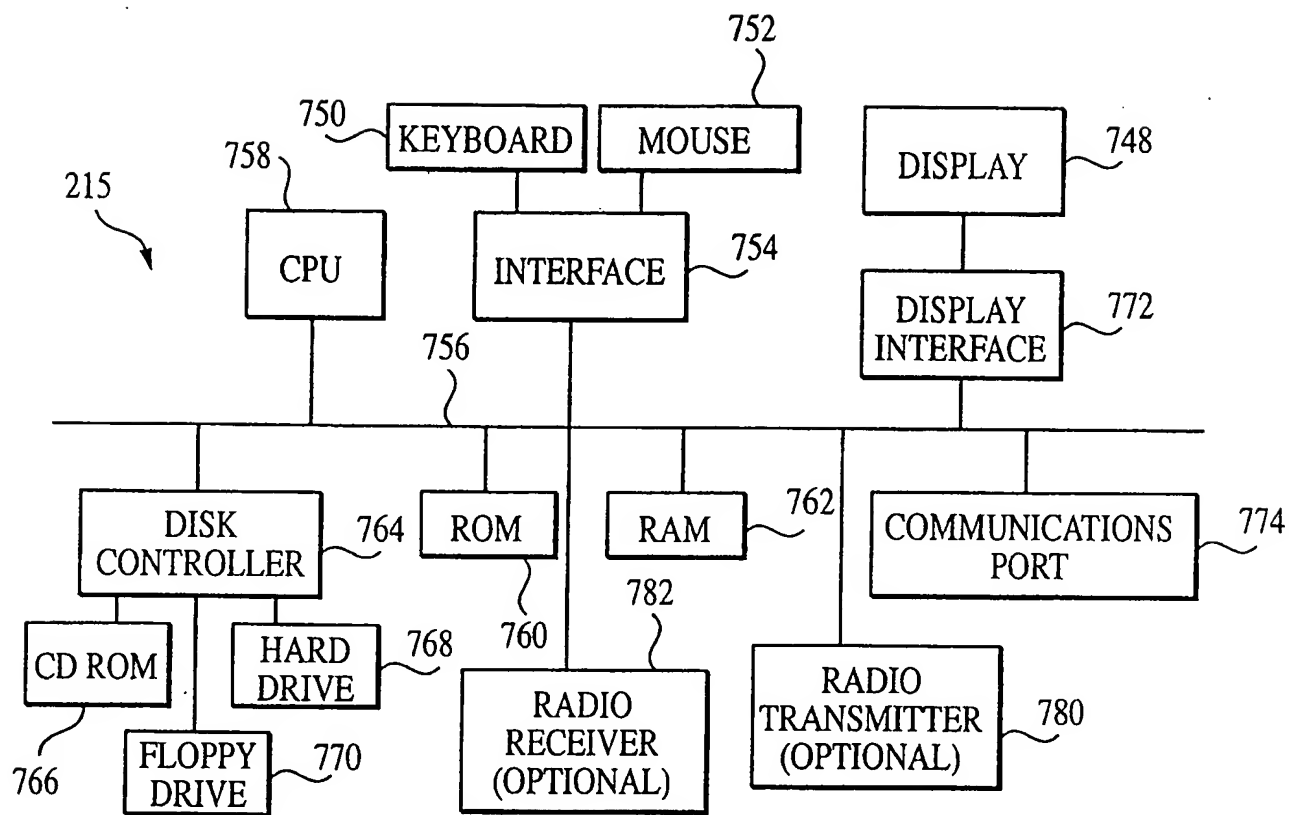 752
750
KEYBOARD
MOUSE
758
DISPLAY
748
215
CPU
INTERFACE
754
DISPLAY
INTERFACE
772
756
DISK
CONTROLLER
764
ROM
RAM
762
COMMUNICATIONS
PORT
774
760
782
CD ROM
HARD
DRIVE
768
RADIO
RECEIVER
(OPTIONAL)
RADIO
TRANSMITTER
(OPTIONAL)
780
766
FLOPPY
DRIVE
770